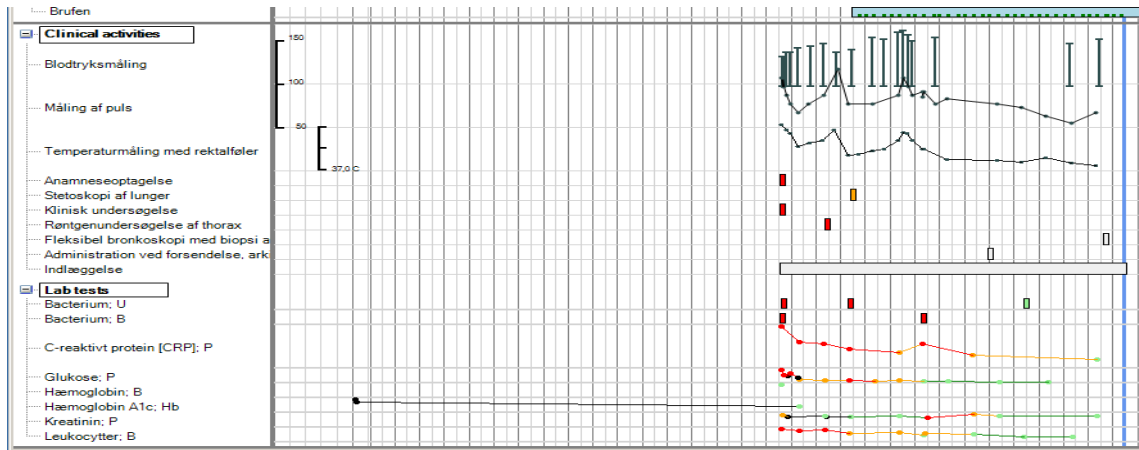 Brufen
Clinical activities
150
Blodtryksmåling
100
Måling af puls
50
Temperaturmåling med rektalføler
37,0 C
Anamneseoptagelse
Stetoskopi af lunger
Klinisk undersøgelse
Røntgenundersøgelse af thorax
Fleksibel bronkoskopi med biopsi a
Administration ved forsendelse, ark
Indlæggelse
Lab tests
Bacterium; U
Bacterium; B
C-reaktivt protein [CRP]; P
Glukose; P
Hæmoglobin; B
Hæmoglobin A1c; Hb
Kreatinin; P
Leukocytter; B